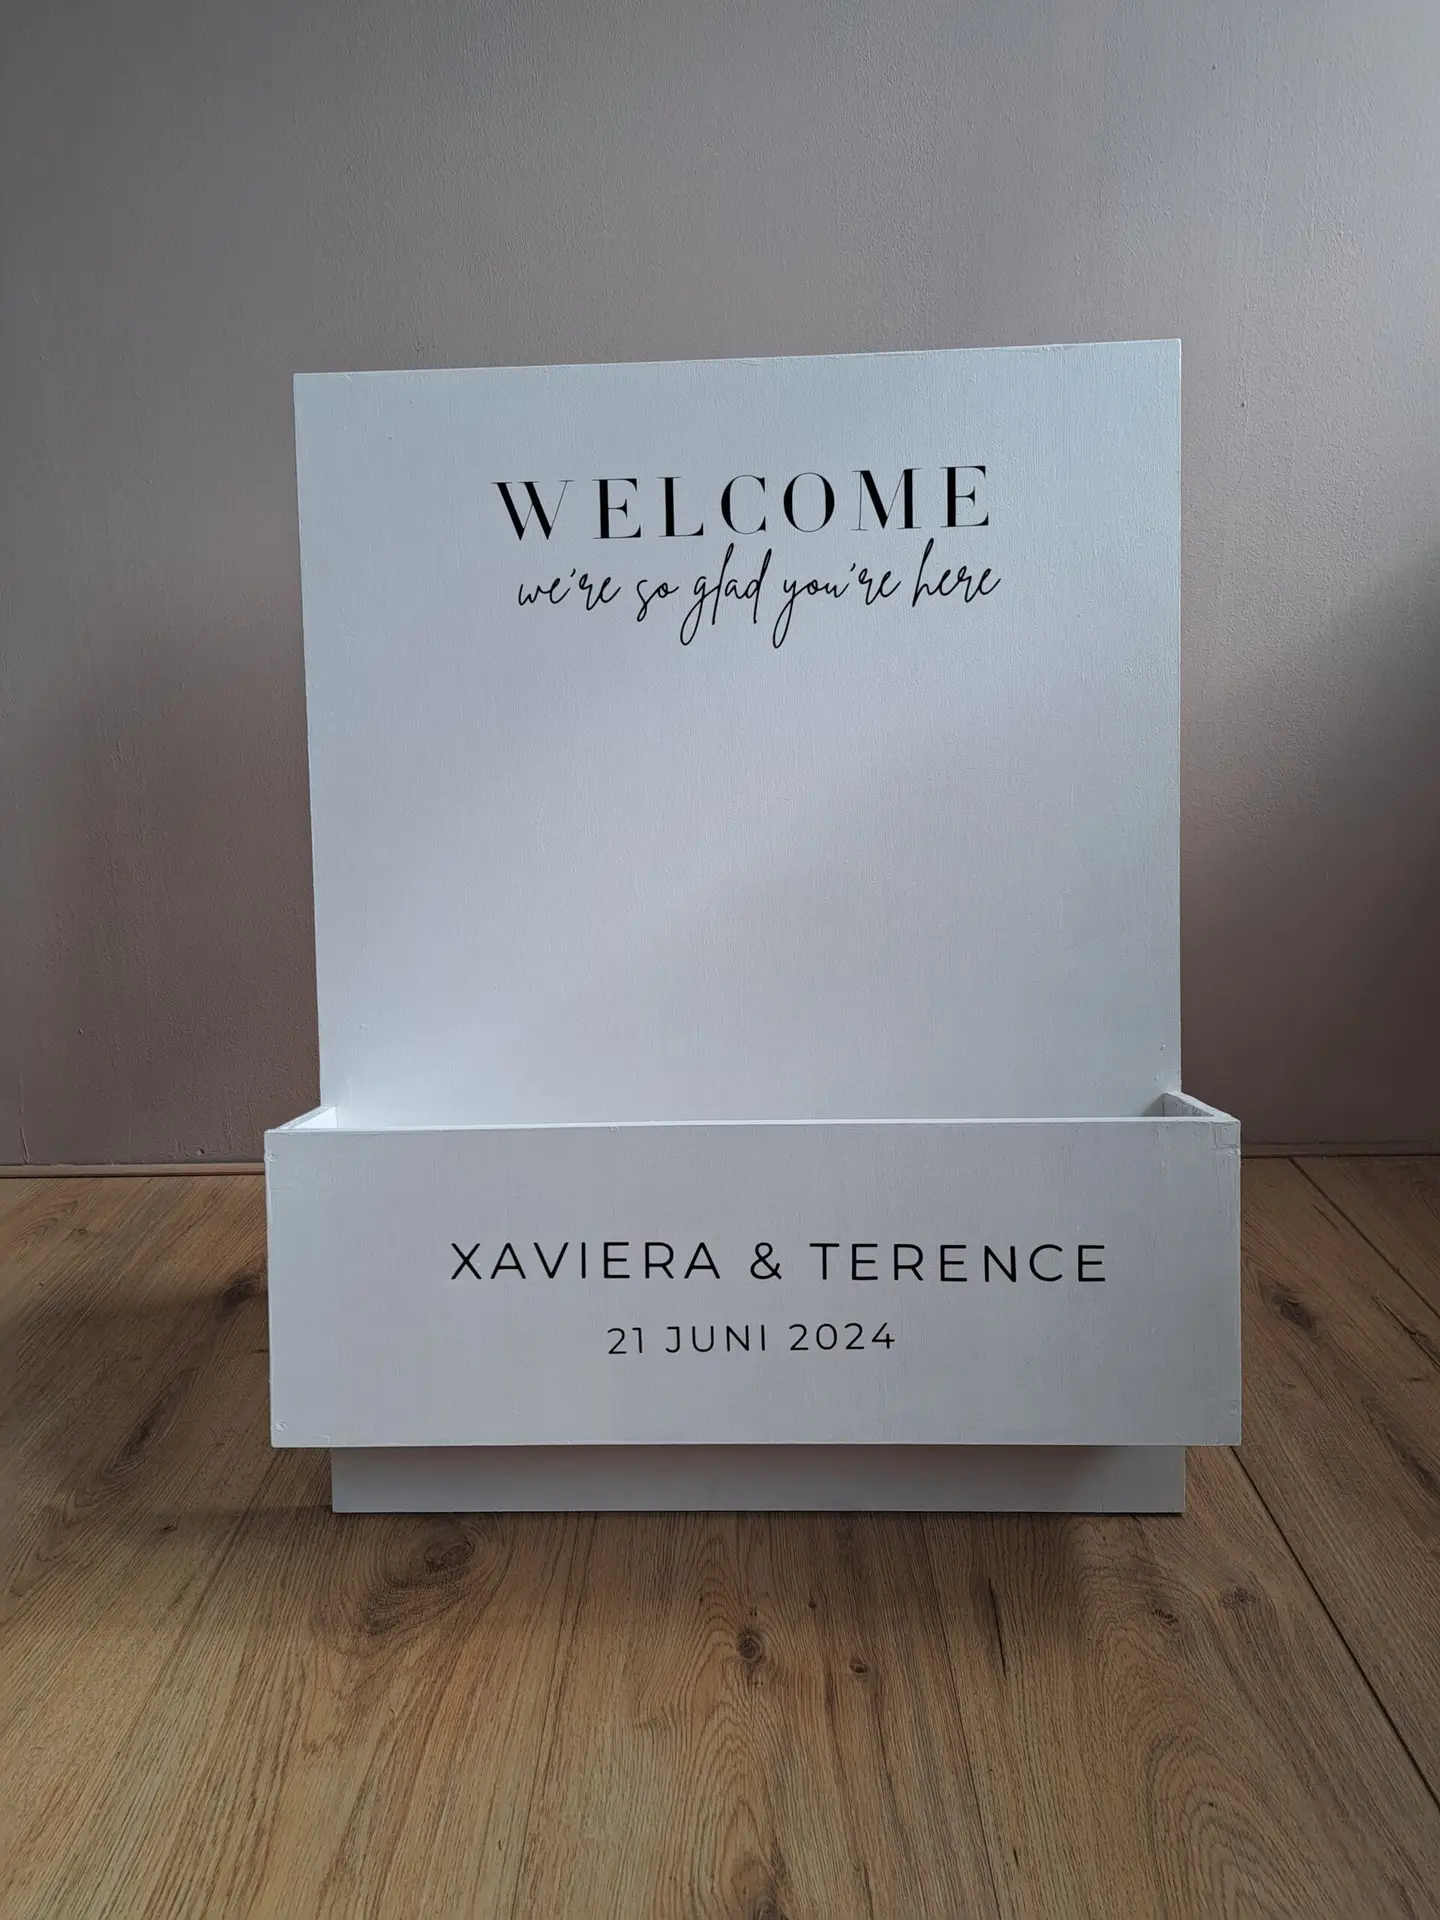 WELCOME
we're so glad you're here
XAVIERA & TERENCE
21 JUNI 2024